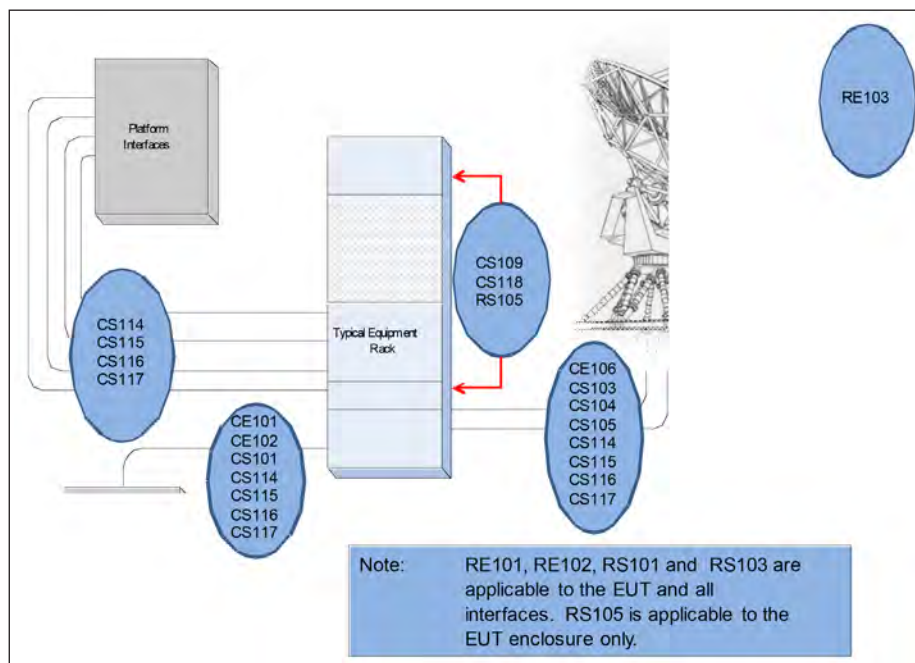 RE103
Platform
Interfaces
CS109
CS118
RS105
CS114
CS115
CS116
CS117
Typical Equipment
Rack
CE106
CS103
CS104
CS105
CS114
CS115
CS116
CS117
CE101
CE102
CS101
CS114
CS115
CS116
CS117
Note: RE101, RE102, RS101 and RS103 are
applicable to the EUT and all
interfaces. RS105 is applicable to the
EUT enclosure only.